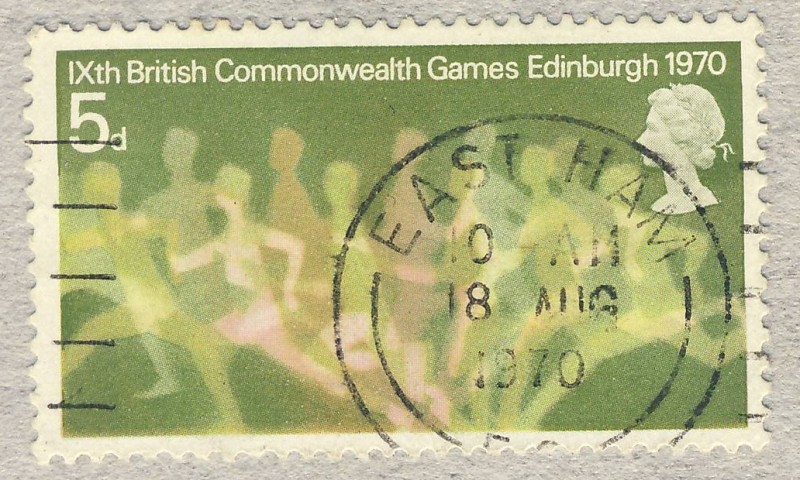 IXth British Commonwealth Games Edinburgh 1970
5d
EAST HAM
10 - AM
18 AUG
1970